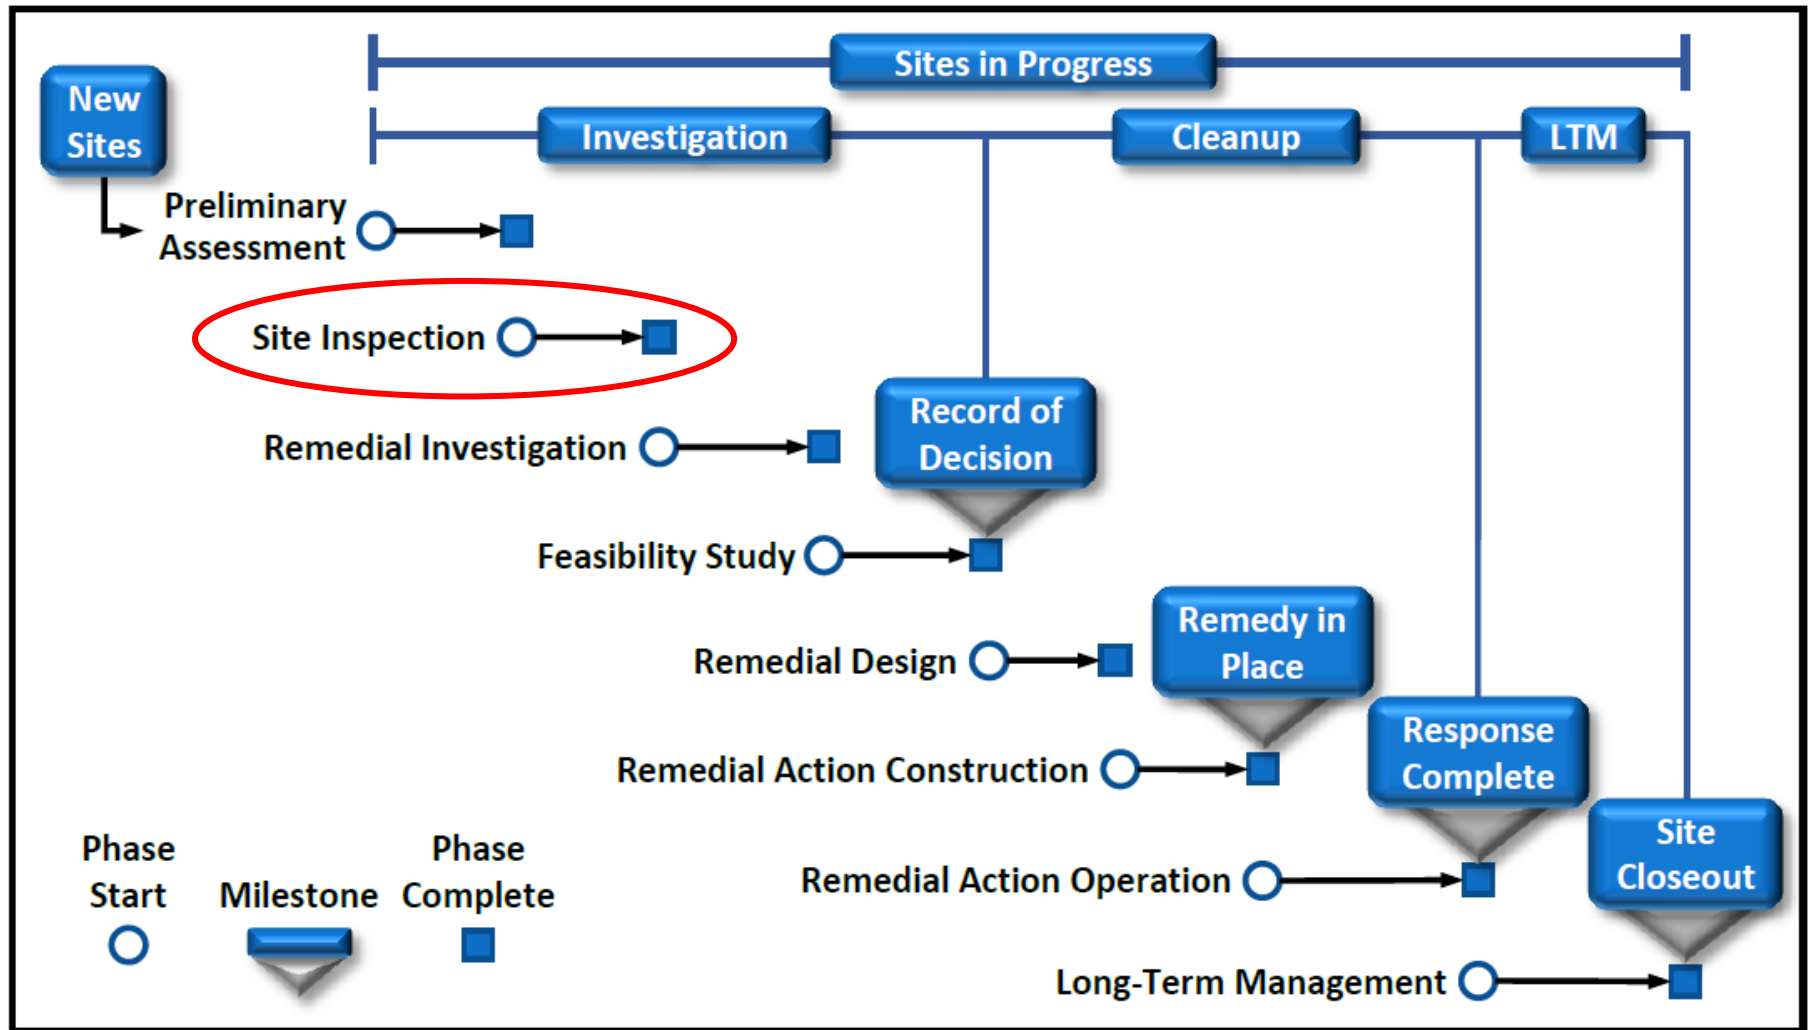 Sites in Progress
New
Sites
Investigation
Cleanup
LTM
Preliminary
Assessment
Site Inspection
Record of
Decision
Remedial Investigation
Feasibility Study
Remedy in
Place
Remedial Design
Response
Complete
Remedial Action Construction
Site
Closeout
Remedial Action Operation
Long-Term Management
Phase
Start
Milestone
Phase
Complete